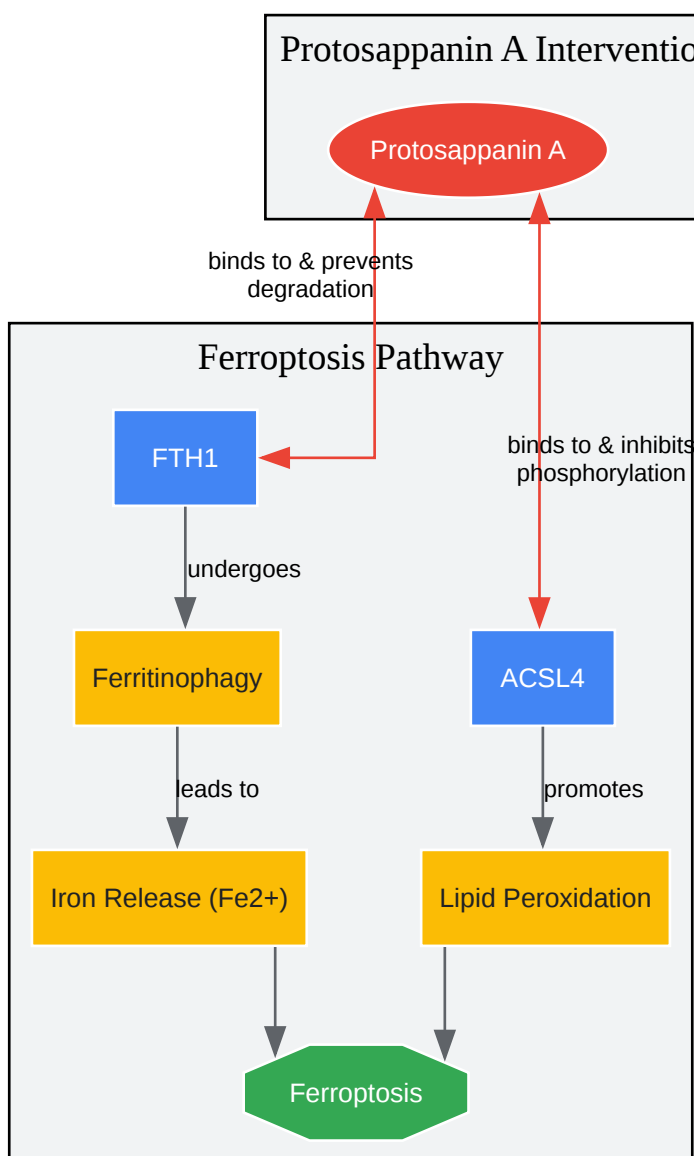 Protosappanin A Interventio
Protosappanin A
binds to & prevents
degradation
Ferroptosis Pathway
FTH1
binds to & inhibits
phosphorylation
undergoes
Ferritinophagy
ACSL4
leads to
promotes
Iron Release (Fe2+)
Lipid Peroxidation
Ferroptosis